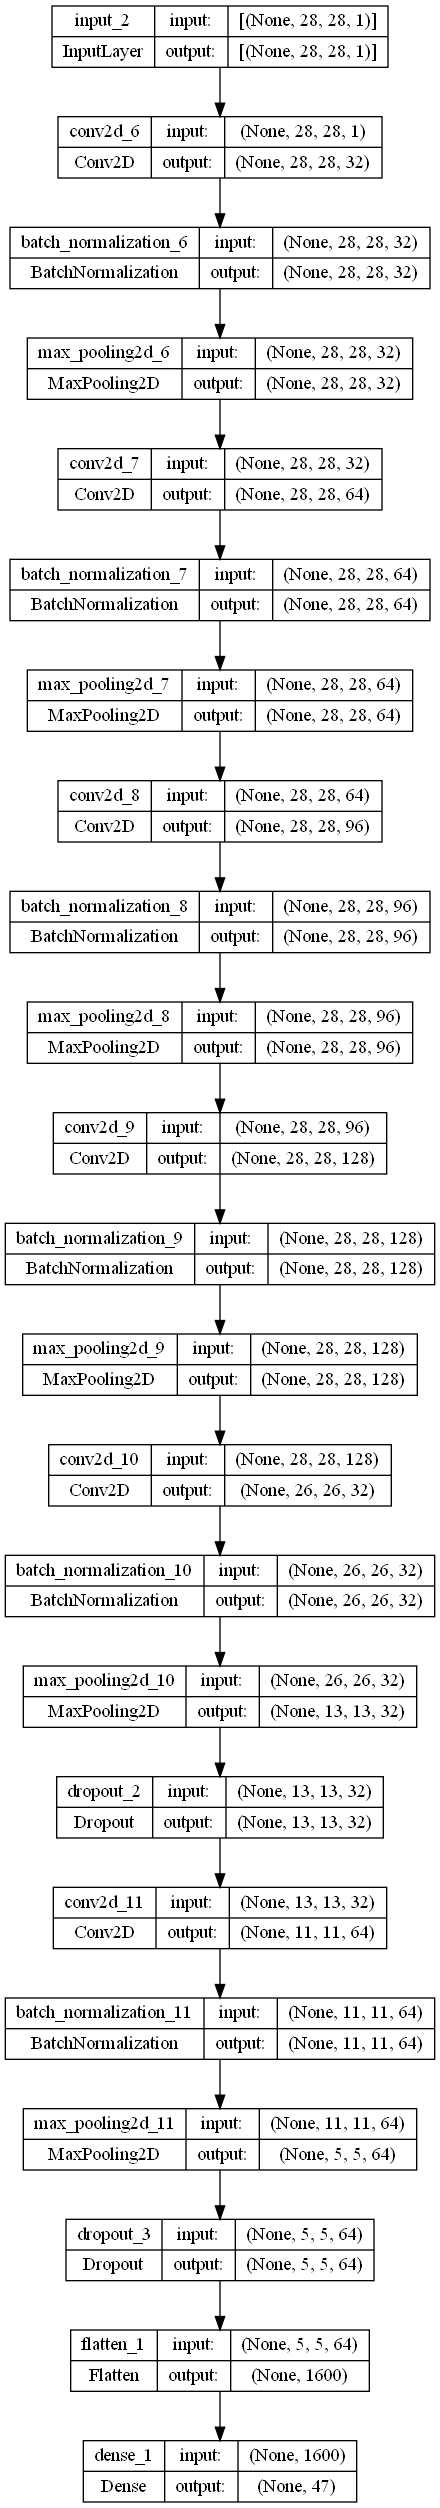 input_2 input: [(None, 28, 28, 1)]
InputLayer output: [(None, 28, 28, 1)]
conv2d_6 input: (None, 28, 28, 1)
Conv2D output: (None, 28, 28, 32)
batch_normalization_6 input: (None, 28, 28, 32)
BatchNormalization output: (None, 28, 28, 32)
max_pooling2d_6 input: (None, 28, 28, 32)
MaxPooling2D output: (None, 28, 28, 32)
conv2d_7 input: (None, 28, 28, 32)
Conv2D output: (None, 28, 28, 64)
batch_normalization_7 input: (None, 28, 28, 64)
BatchNormalization output: (None, 28, 28, 64)
max_pooling2d_7 input: (None, 28, 28, 64)
MaxPooling2D output: (None, 28, 28, 64)
conv2d_8 input: (None, 28, 28, 64)
Conv2D output: (None, 28, 28, 96)
batch_normalization_8 input: (None, 28, 28, 96)
BatchNormalization output: (None, 28, 28, 96)
max_pooling2d_8 input: (None, 28, 28, 96)
MaxPooling2D output: (None, 28, 28, 96)
conv2d_9 input: (None, 28, 28, 96)
Conv2D output: (None, 28, 28, 128)
batch_normalization_9 input: (None, 28, 28, 128)
BatchNormalization output: (None, 28, 28, 128)
max_pooling2d_9 input: (None, 28, 28, 128)
MaxPooling2D output: (None, 28, 28, 128)
conv2d_10 input: (None, 28, 28, 128)
Conv2D output: (None, 26, 26, 32)
batch_normalization_10 input: (None, 26, 26, 32)
BatchNormalization output: (None, 26, 26, 32)
max_pooling2d_10 input: (None, 26, 26, 32)
MaxPooling2D output: (None, 13, 13, 32)
dropout_2 input: (None, 13, 13, 32)
Dropout output: (None, 13, 13, 32)
conv2d_11 input: (None, 13, 13, 32)
Conv2D output: (None, 11, 11, 64)
batch_normalization_11 input: (None, 11, 11, 64)
BatchNormalization output: (None, 11, 11, 64)
max_pooling2d_11 input: (None, 11, 11, 64)
MaxPooling2D output: (None, 5, 5, 64)
dropout_3 input: (None, 5, 5, 64)
Dropout output: (None, 5, 5, 64)
flatten_1 input: (None, 5, 5, 64)
Flatten output: (None, 1600)
dense_1 input: (None, 1600)
Dense output: (None, 47)